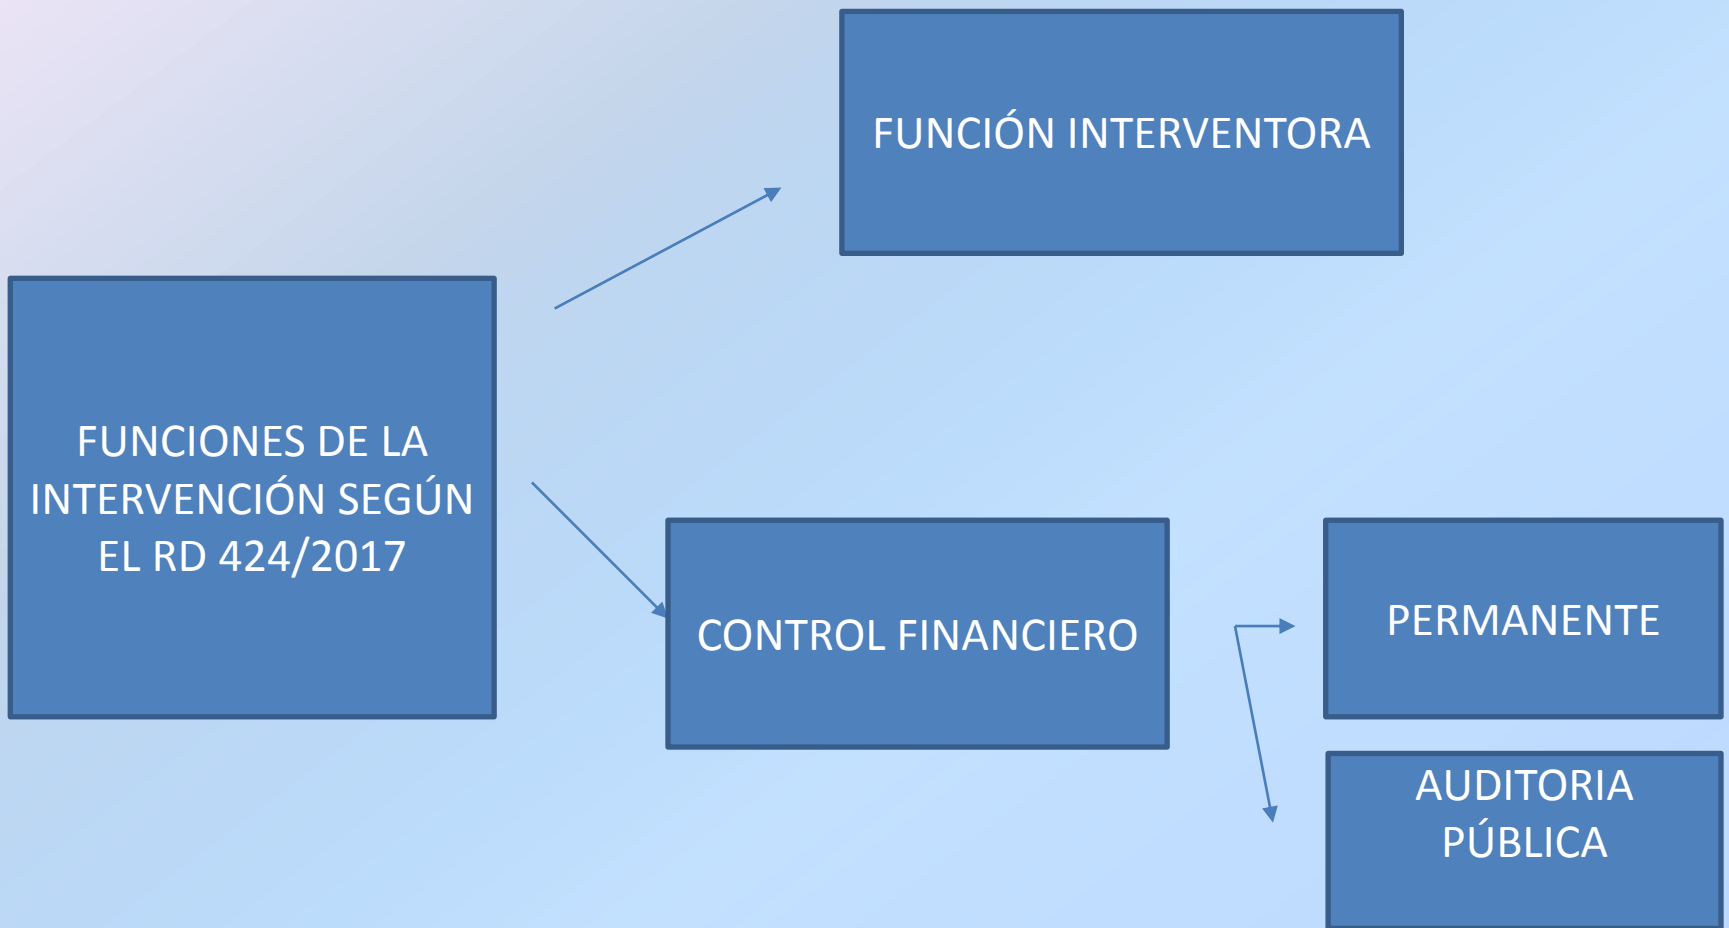 FUNCIÓN INTERVENTORA
FUNCIONES DE LA
INTERVENCIÓN SEGÚN
EL RD 424/2017
CONTROL FINANCIERO
PERMANENTE
AUDITORIA
PÚBLICA